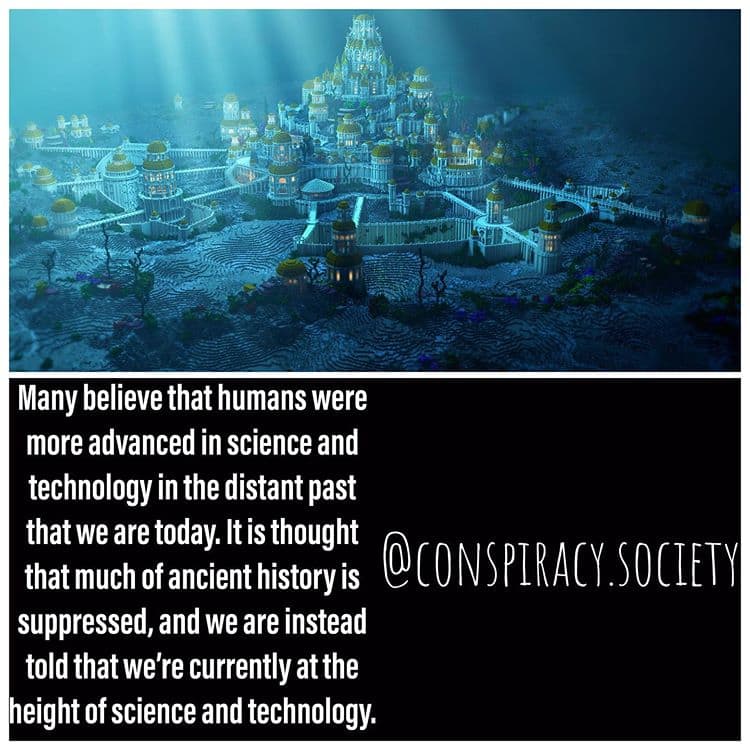 Many believe that humans were
more advanced in science and
technology in the distant past
that we are today. It is thought
that much of ancient history is
suppressed, and we are instead
told that we’re currently at the
height of science and technology.
@CONSPIRACY.SOCIETY